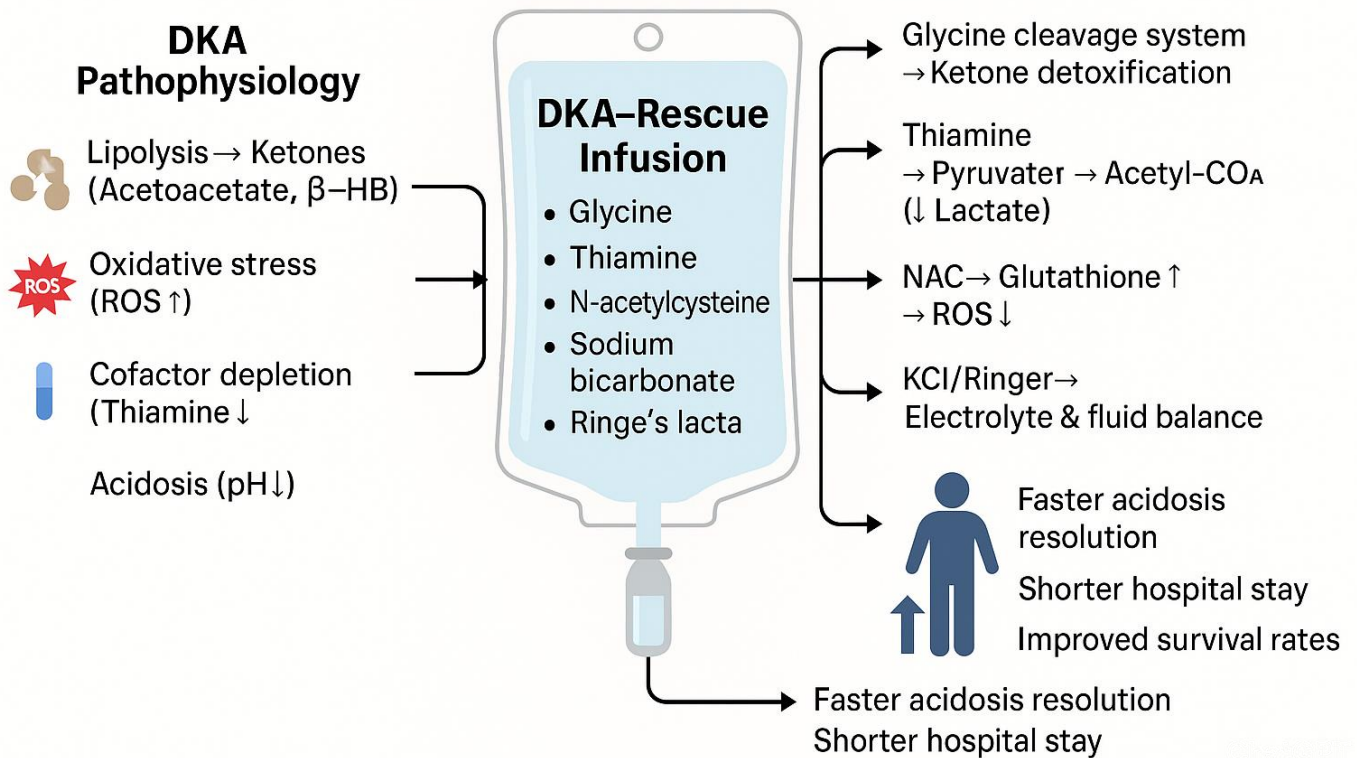 DKA
Pathophysiology
Lipolysis → Ketones
(Acetoacetate, β–HB)
ROS
Oxidative stress
(ROS ↑)
Cofactor depletion
(Thiamine ↓
Acidosis (pH↓)
DKA–Rescue
Infusion
• Glycine
• Thiamine
• N-acetylcysteine
• Sodium
bicarbonate
• Ringe's lacta
Glycine cleavage system
→ Ketone detoxification
Thiamine
→ Pyruvater → Acetyl-COA
(↓ Lactate)
NAC→ Glutathione ↑
→ ROS ↓
KCI/Ringer→
Electrolyte & fluid balance
Faster acidosis
resolution
Shorter hospital stay
Improved survival rates
Faster acidosis resolution
Shorter hospital stay